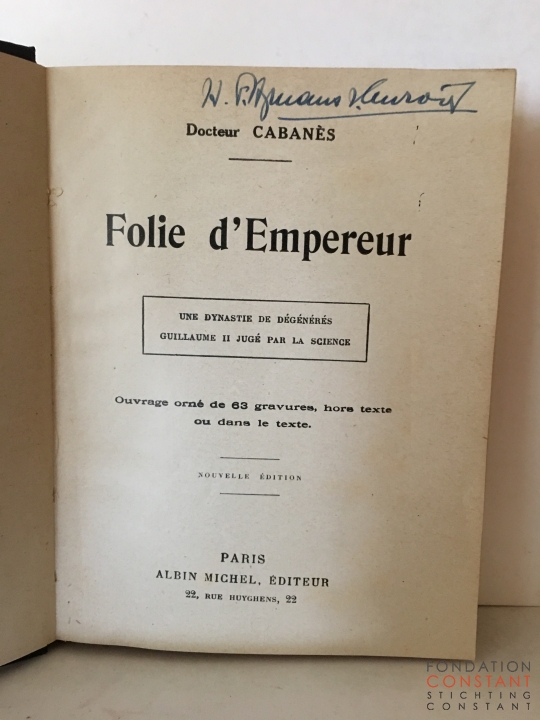 Docteur CABANÈS
Folie d'Empereur
UNE DYNASTIE DE DÉGÉNÉRÉS
GUILLAUME II JUGÉ PAR LA SCIENCE
Ouvrage orné de 63 gravures, hors texte
ou dans le texte.
NOUVELLE ÉDITION
PARIS
ALBIN MICHEL, ÉDITEUR
22, RUE HUYGHENS, 22
FONDATION
CONSTANT
STICHTING
CONSTANT